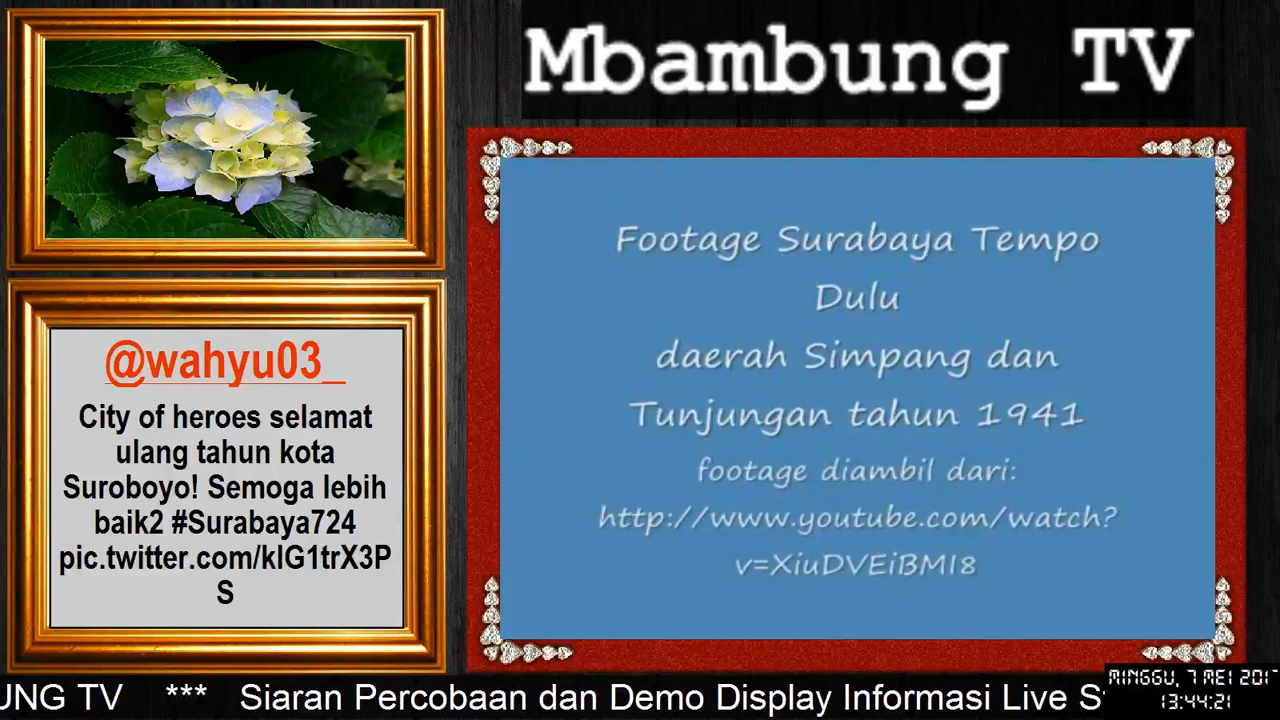 Mbambung TV
Footage Surabaya Tempo
Dulu
daerah Simpang dan
Tunjungan tahun 1941
footage diambil dari:
http://www.youtube.com/watch?
v=XiuDVEiBMI8
@wahyu03_
City of heroes selamat
ulang tahun kota
Suroboyo! Semoga lebih
baik2 #Surabaya724
pic.twitter.com/klG1trX3P
S
UNG TV *** Siaran Percobaan dan Demo Display Informasi Live S
MINGGU, 7 MEI 2017
13:44:21